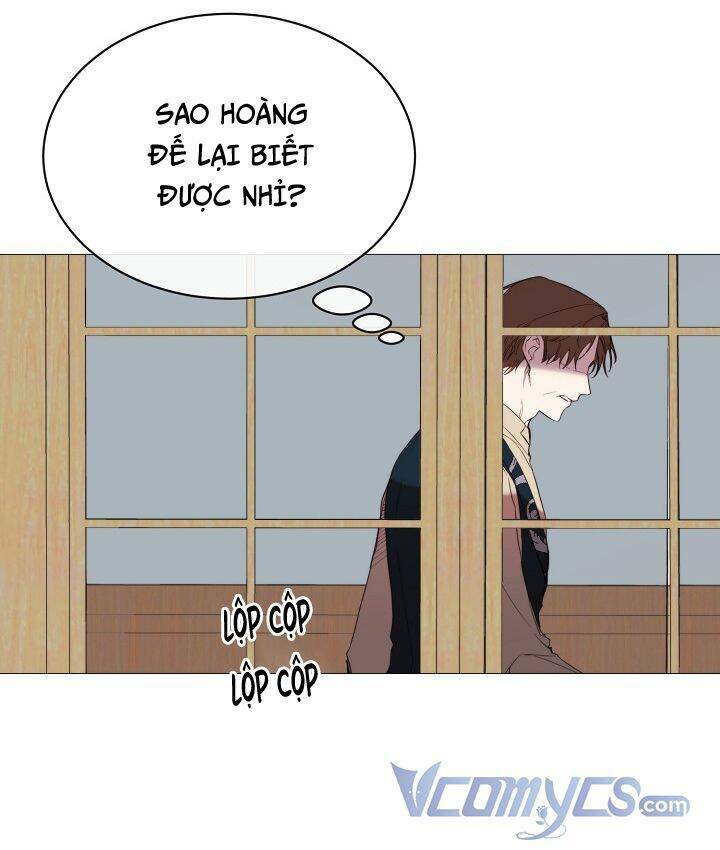 SAO HOÀNG
ĐẾ LẠI BIẾT
ĐƯỢC NHỈ?
LỘP CỘP
LỘP CỘP
VCOMYCS.com